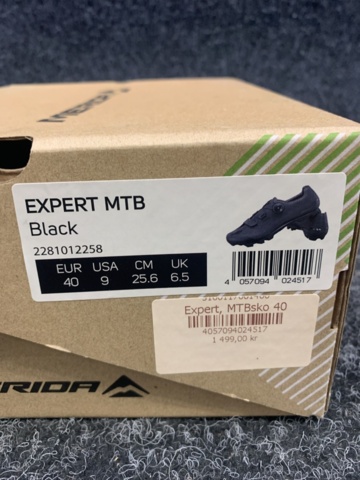 MERIDA
EXPERT MTB
Black
2281012258
EUR USA CM UK
40 9 25.6 6.5
4 057094 024517
Expert, MTBsko 40
4057094024517
1 499,00 kr
ERIDA